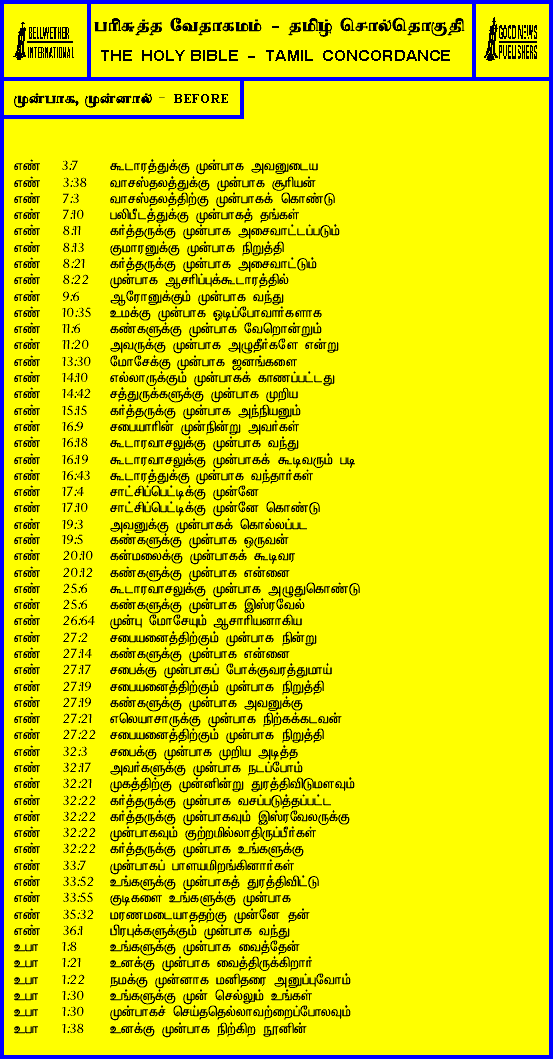 BELLWETHER
INTERNATIONAL
பரிசுத்த வேதாகமம் - தமிழ் சொல்தொகுதி
THE HOLY BIBLE - TAMIL CONCORDANCE
GOOD NEWS
PUBLISHERS
முன்பாக, முன்னால் - BEFORE
எண் 3:7 கூடாரத்துக்கு முன்பாக அவனுடைய
எண் 3:38 வாசஸ்தலத்துக்கு முன்பாக சூரியன்
எண் 7:3 வாசஸ்தலத்திற்கு முன்பாகக் கொண்டு
எண் 7:10 பலிபீடத்துக்கு முன்பாகத் தங்கள்
எண் 8:11 கர்த்தருக்கு முன்பாக அசைவாட்டப்படும்
எண் 8:13 குமாரனுக்கு முன்பாக நிறுத்தி
எண் 8:21 கர்த்தருக்கு முன்பாக அசைவாட்டும்
எண் 8:22 முன்பாக ஆசரிப்புக்கூடாரத்தில்
எண் 9:6 ஆரோனுக்கும் முன்பாக வந்து
எண் 10:35 உமக்கு முன்பாக ஓடிப்போவார்களாக
எண் 11:6 கண்களுக்கு முன்பாக வேறொன்றும்
எண் 11:20 அவருக்கு முன்பாக அழுதீர்களே என்று
எண் 13:30 மோசேக்கு முன்பாக ஜனங்களை
எண் 14:10 எல்லாருக்கும் முன்பாகக் காணப்பட்டது
எண் 14:42 சத்துருக்களுக்கு முன்பாக முறிய
எண் 15:15 கர்த்தருக்கு முன்பாக அந்நியனும்
எண் 16:9 சபையாரின் முன்நின்று அவர்கள்
எண் 16:18 கூடாரவாசலுக்கு முன்பாக வந்து
எண் 16:19 கூடாரவாசலுக்கு முன்பாகக் கூடிவரும் படி
எண் 16:43 கூடாரத்துக்கு முன்பாக வந்தார்கள்
எண் 17:4 சாட்சிப்பெட்டிக்கு முன்னே
எண் 17:10 சாட்சிப்பெட்டிக்கு முன்னே கொண்டு
எண் 19:3 அவனுக்கு முன்பாகக் கொல்லப்பட
எண் 19:5 கண்களுக்கு முன்பாக ஒருவன்
எண் 20:10 கன்மலைக்கு முன்பாகக் கூடிவர
எண் 20:12 கண்களுக்கு முன்பாக என்னை
எண் 25:6 கூடாரவாசலுக்கு முன்பாக அழுதுகொண்டு
எண் 25:6 கண்களுக்கு முன்பாக இஸ்ரவேல்
எண் 26:64 முன்பு மோசேயும் ஆசாரியனாகிய
எண் 27:2 சபையனைத்திற்கும் முன்பாக நின்று
எண் 27:14 கண்களுக்கு முன்பாக என்னை
எண் 27:17 சபைக்கு முன்பாகப் போக்குவரத்துமாய்
எண் 27:19 சபையனைத்திற்கும் முன்பாக நிறுத்தி
எண் 27:19 கண்களுக்கு முன்பாக அவனுக்கு
எண் 27:21 எலெயாசாருக்கு முன்பாக நிற்கக்கடவன்
எண் 27:22 சபையனைத்திற்கும் முன்பாக நிறுத்தி
எண் 32:3 சபைக்கு முன்பாக முறிய அடித்த
எண் 32:17 அவர்களுக்கு முன்பாக நடப்போம்
எண் 32:21 முகத்திற்கு முன்னின்று துரத்திவிடுமளவும்
எண் 32:22 கர்த்தருக்கு முன்பாக வசப்படுத்தப்பட்ட
எண் 32:22 கர்த்தருக்கு முன்பாகவும் இஸ்ரவேலருக்கு
எண் 32:22 முன்பாகவும் குற்றமில்லாதிருப்பீர்கள்
எண் 32:22 கர்த்தருக்கு முன்பாக உங்களுக்கு
எண் 33:7 முன்பாகப் பாளயமிறங்கினார்கள்
எண் 33:52 உங்களுக்கு முன்பாகத் துரத்திவிட்டு
எண் 33:55 குடிகளை உங்களுக்கு முன்பாக
எண் 35:32 மரணமடையாததற்கு முன்னே தன்
எண் 36:1 பிரபுக்களுக்கும் முன்பாக வந்து
உபா 1:8 உங்களுக்கு முன்பாக வைத்தேன்
உபா 1:21 உனக்கு முன்பாக வைத்திருக்கிறார்
உபா 1:22 நமக்கு முன்னாக மனிதரை அனுப்புவோம்
உபா 1:30 உங்களுக்கு முன் செல்லும் உங்கள்
உபா 1:30 முன்பாகச் செய்ததெல்லாவற்றைப்போலவும்
உபா 1:38 உனக்கு முன்பாக நிற்கிற நூனின்